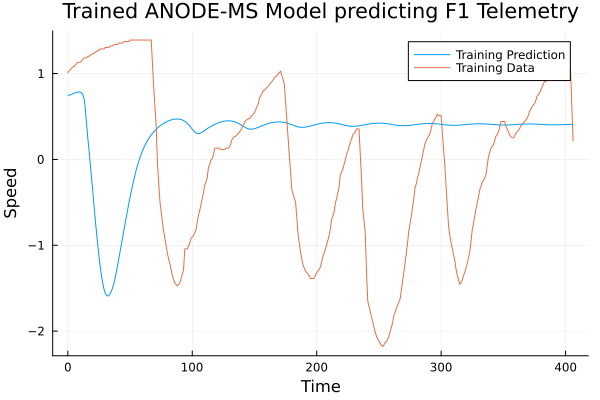 Trained ANODE-MS Model predicting F1 Telemetry
Training Prediction
Training Data
Speed
1
0
−1
−2
0
100
200
300
400
Time